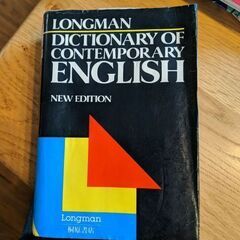 LONGMAN
DICTIONARY OF
CONTEMPORARY
ENGLISH
NEW EDITION
Longman